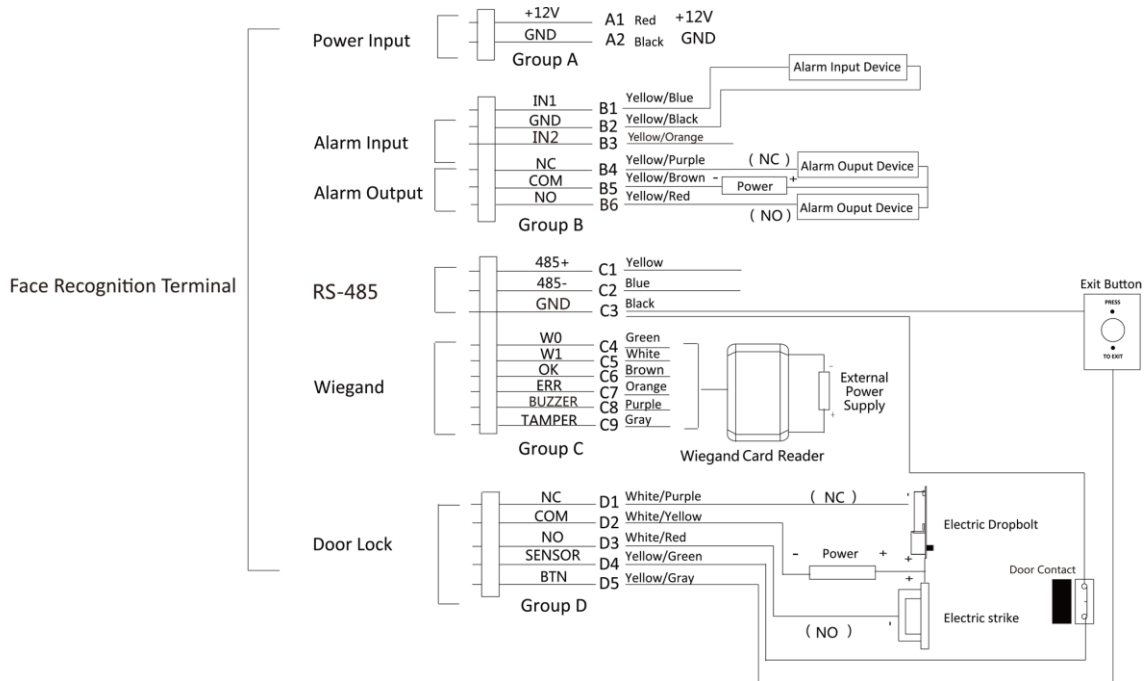 Face Recognition Terminal
Power Input
+12V A1 Red +12V
GND A2 Black GND
Group A
Alarm Input
Alarm Output
IN1 B1 Yellow/Blue
GND B2 Yellow/Black
IN2 B3 Yellow/Orange
NC B4 Yellow/Purple ( NC )
COM B5 Yellow/Brown - Power +
NO B6 Yellow/Red ( NO )
Group B
Alarm Input Device
Alarm Ouput Device
Alarm Ouput Device
RS-485
485+ C1 Yellow
485- C2 Blue
GND C3 Black
Wiegand
W0 C4 Green
W1 C5 White
OK C6 Brown
ERR C7 Orange
BUZZER C8 Purple
TAMPER C9 Gray
Group C
Wiegand Card Reader
-
External
Power
Supply
+
Exit Button
PRESS
TO EXIT
Door Lock
NC D1 White/Purple ( NC )
COM D2 White/Yellow
NO D3 White/Red
SENSOR D4 Yellow/Green
BTN D5 Yellow/Gray
Group D
- Power +
-
Electric Dropbolt
+
+
-
Electric strike
( NO )
Door Contact